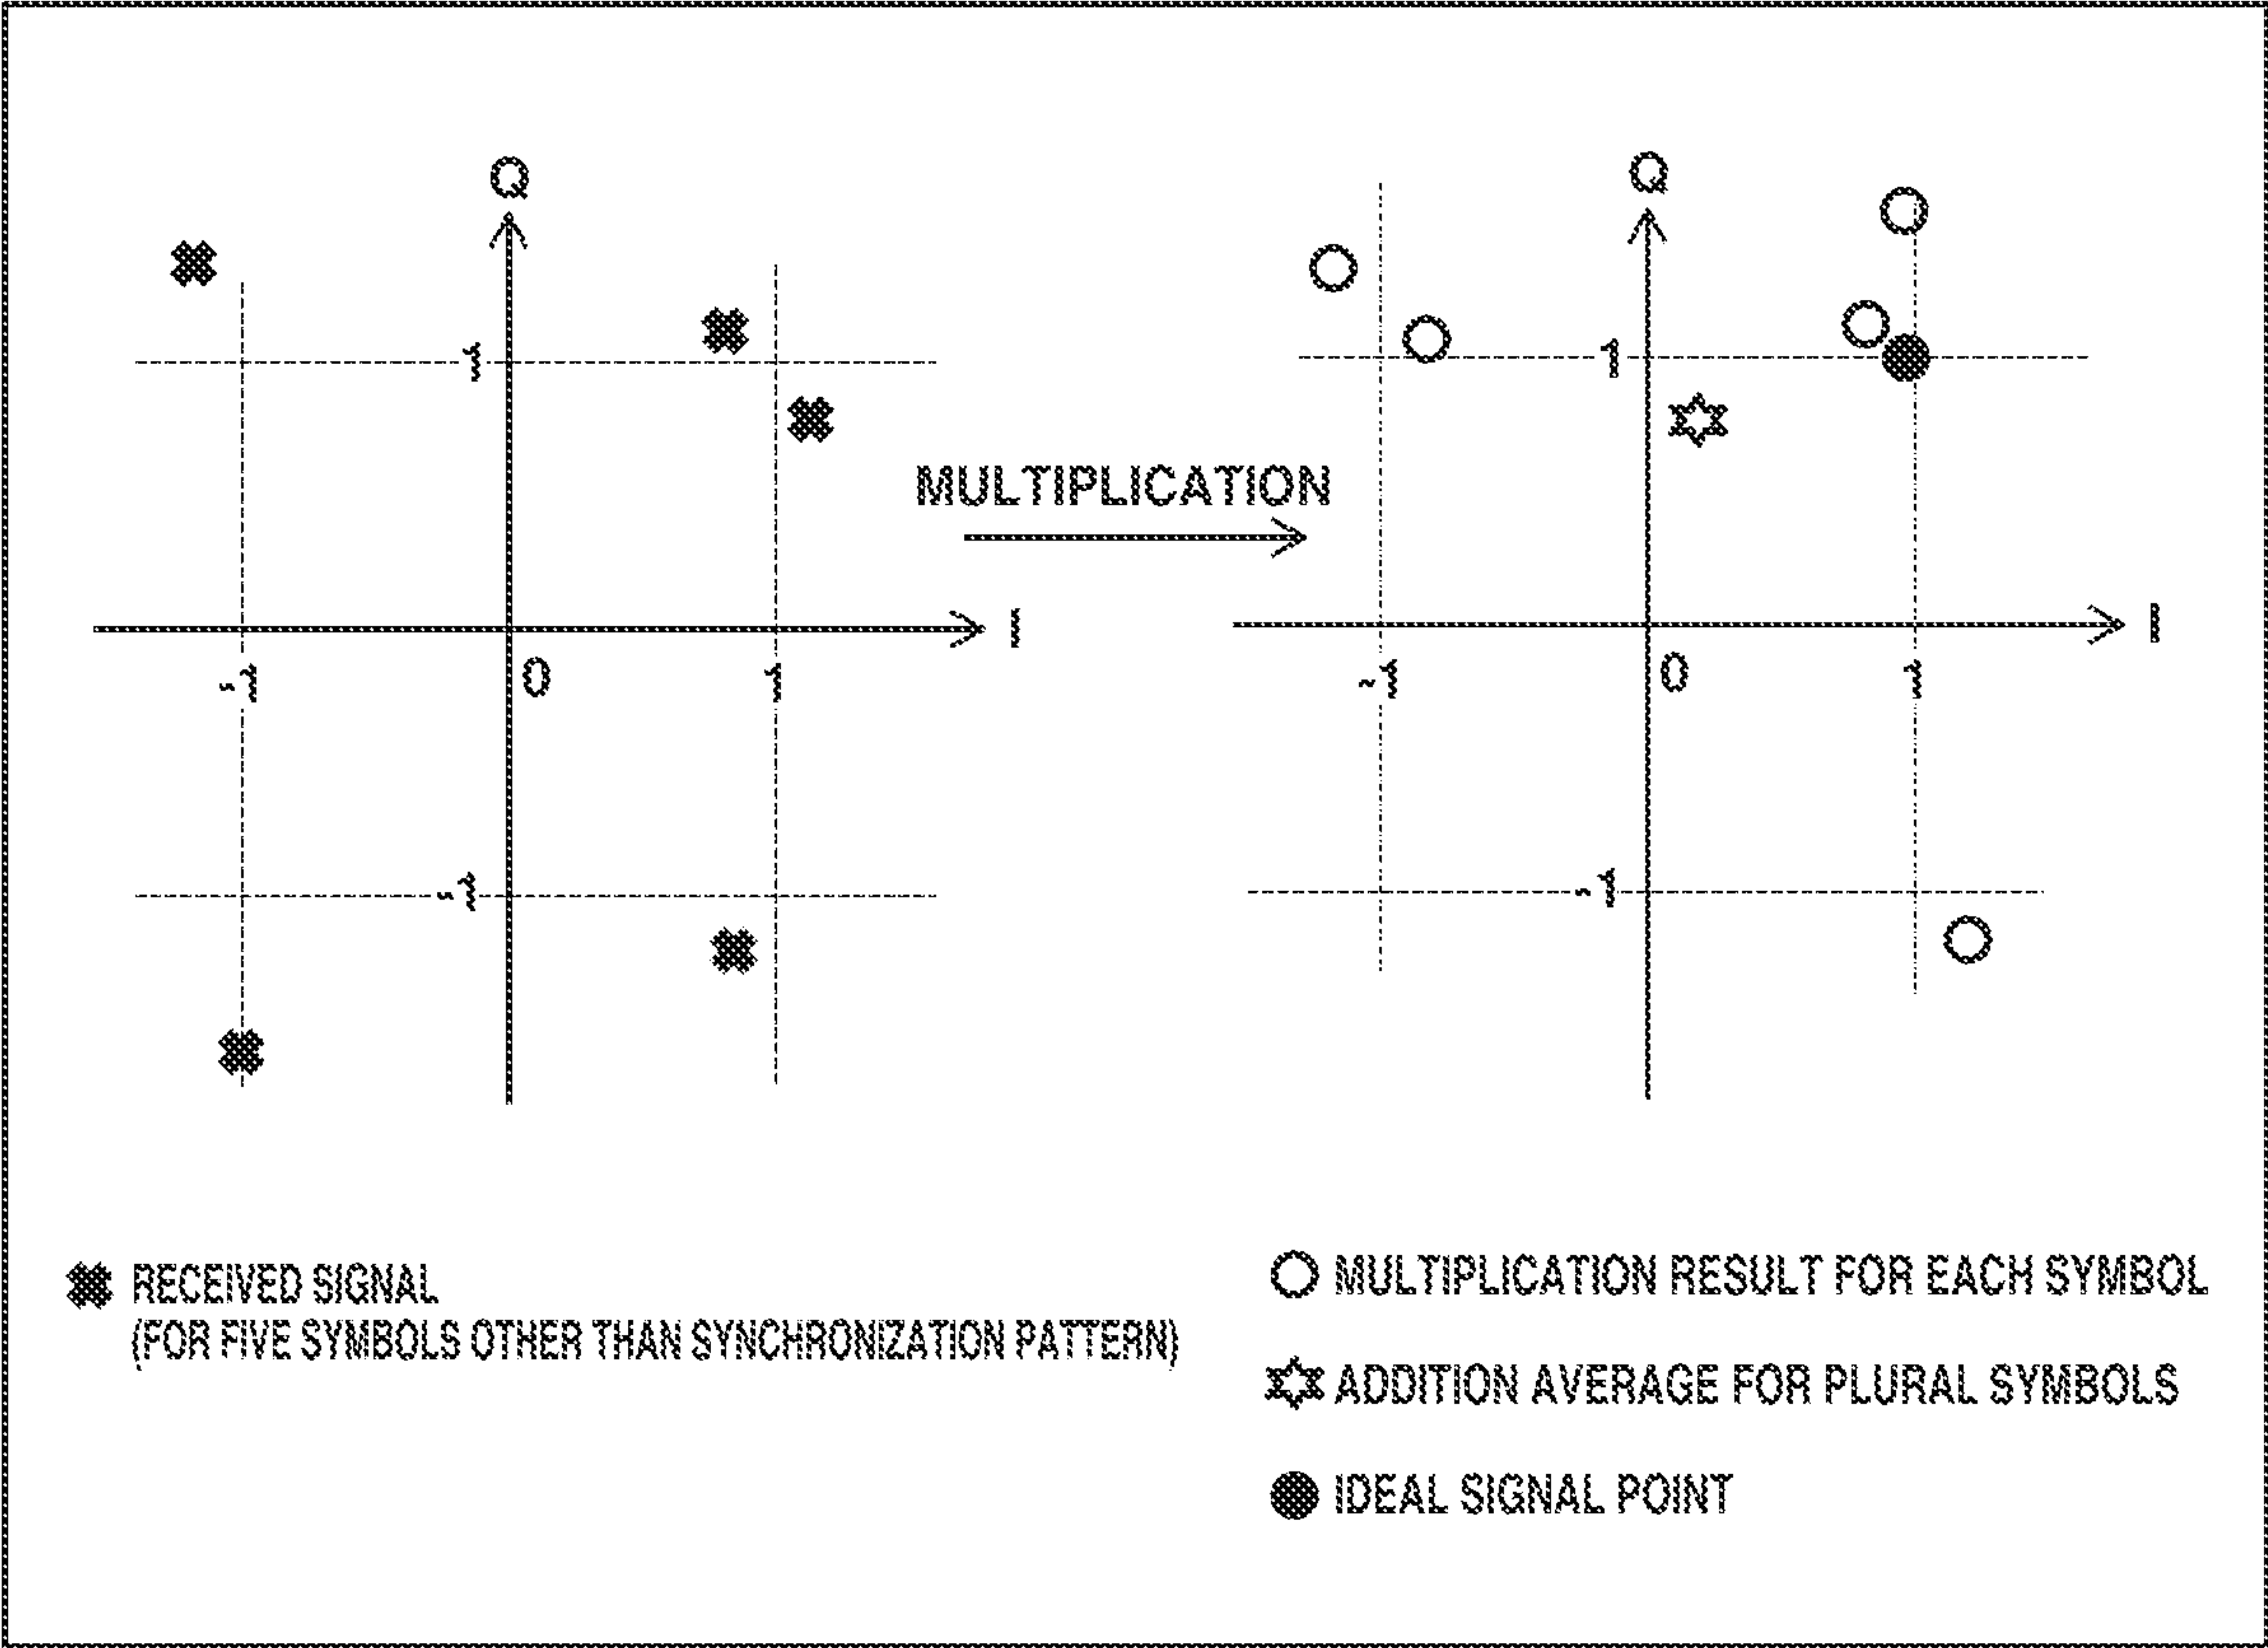 Q
1
-1
0
1
I
-1
MULTIPLICATION
Q
1
-1
0
1
I
-1
RECEIVED SIGNAL
(FOR FIVE SYMBOLS OTHER THAN SYNCHRONIZATION PATTERN)
MULTIPLICATION RESULT FOR EACH SYMBOL
ADDITION AVERAGE FOR PLURAL SYMBOLS
IDEAL SIGNAL POINT